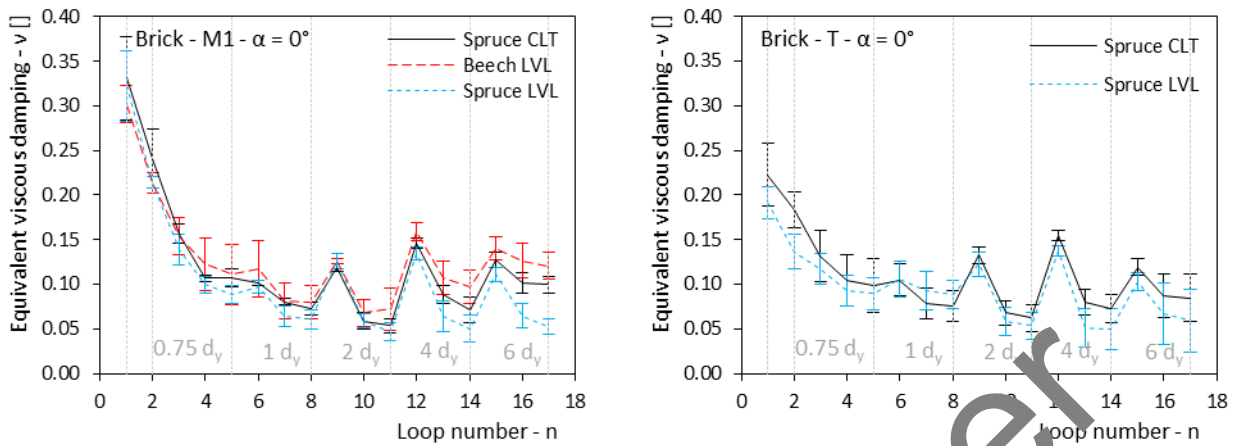 Brick - M1 - α = 0°
Spruce CLT
Beech LVL
Spruce LVL
Equivalent viscous damping - ν []
0.40
0.35
0.30
0.25
0.20
0.15
0.10
0.05
0.00
0.75 dy
1 dy
2 dy
4 dy
6 dy
0 2 4 6 8 10 12 14 16 18
Loop number - n
Brick - T - α = 0°
Spruce CLT
Spruce LVL
Equivalent viscous damping - ν []
0.40
0.35
0.30
0.25
0.20
0.15
0.10
0.05
0.00
0.75 dy
1 dy
2 d
4 dy
6 dy
0 2 4 6 8 10 12 14 16 18
Loop number - n
er